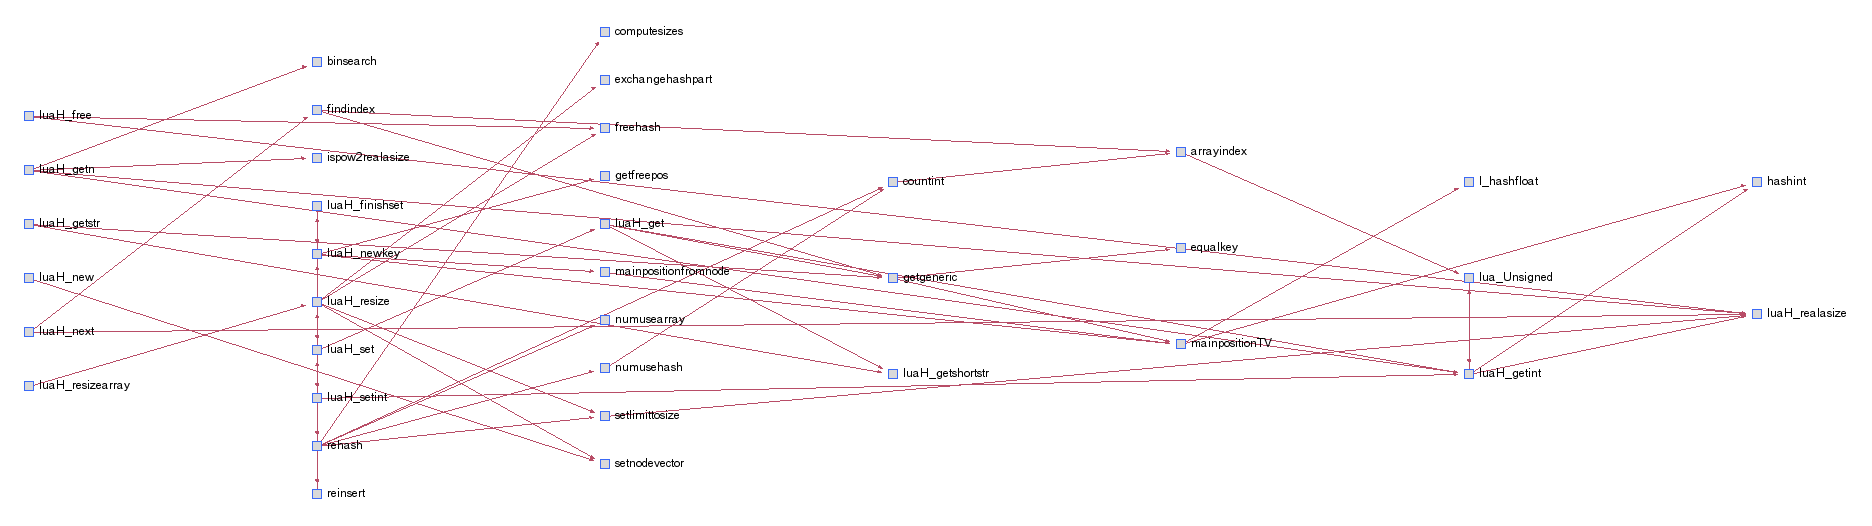 luaH_free
luaH_getn
luaH_getstr
luaH_new
luaH_next
luaH_resizearray
binsearch
findindex
ispow2realasize
luaH_finishset
luaH_newkey
luaH_resize
luaH_set
luaH_setint
rehash
reinsert
computesizes
exchangehashpart
freehash
getfreepos
luaH_get
mainpositionfromnode
numusearray
numusehash
setlimittosize
setnodevector
countint
getgeneric
luaH_getshortstr
arrayindex
equalkey
mainpositionTV
l_hashfloat
lua_Unsigned
luaH_getint
hashint
luaH_realasize